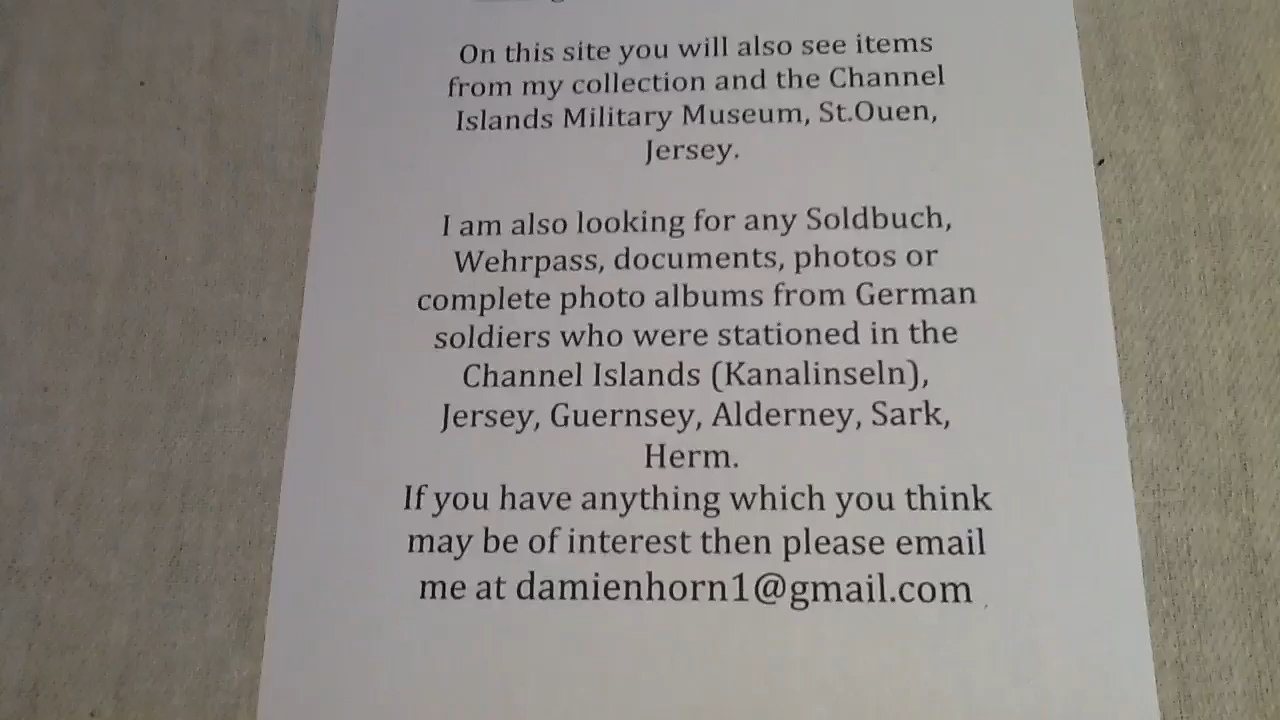 On this site you will also see items
from my collection and the Channel
Islands Military Museum, St.Ouen,
Jersey.
I am also looking for any Soldbuch,
Wehrpass, documents, photos or
complete photo albums from German
soldiers who were stationed in the
Channel Islands (Kanalinseln),
Jersey, Guernsey, Alderney, Sark,
Herm.
If you have anything which you think
may be of interest then please email
me at damienhorn1@gmail.com